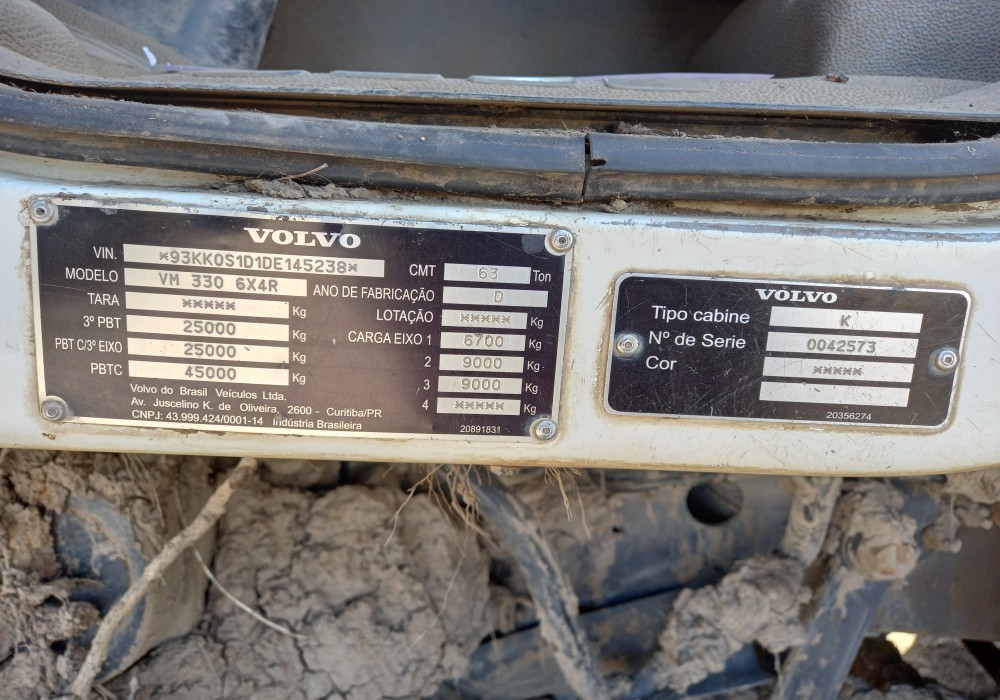 VOLVO
VIN. *93KK0S1D1DE145238*
MODELO VM 330 6X4R
TARA ***** Kg
3º PBT 25000 Kg
PBT C/3º EIXO 25000 Kg
PBTC 45000 Kg
CMT 63 Ton
ANO DE FABRICAÇÃO D
LOTAÇÃO ***** Kg
CARGA EIXO 1 6700 Kg
2 9000 Kg
3 9000 Kg
4 ***** Kg
Volvo do Brasil Veículos Ltda.
Av. Juscelino K. de Oliveira, 2600 - Curitiba/PR
CNPJ: 43.999.424/0001-14 Indústria Brasileira
20891831
VOLVO
Tipo cabine K
Nº de Serie 0042573
Cor *****
20356274